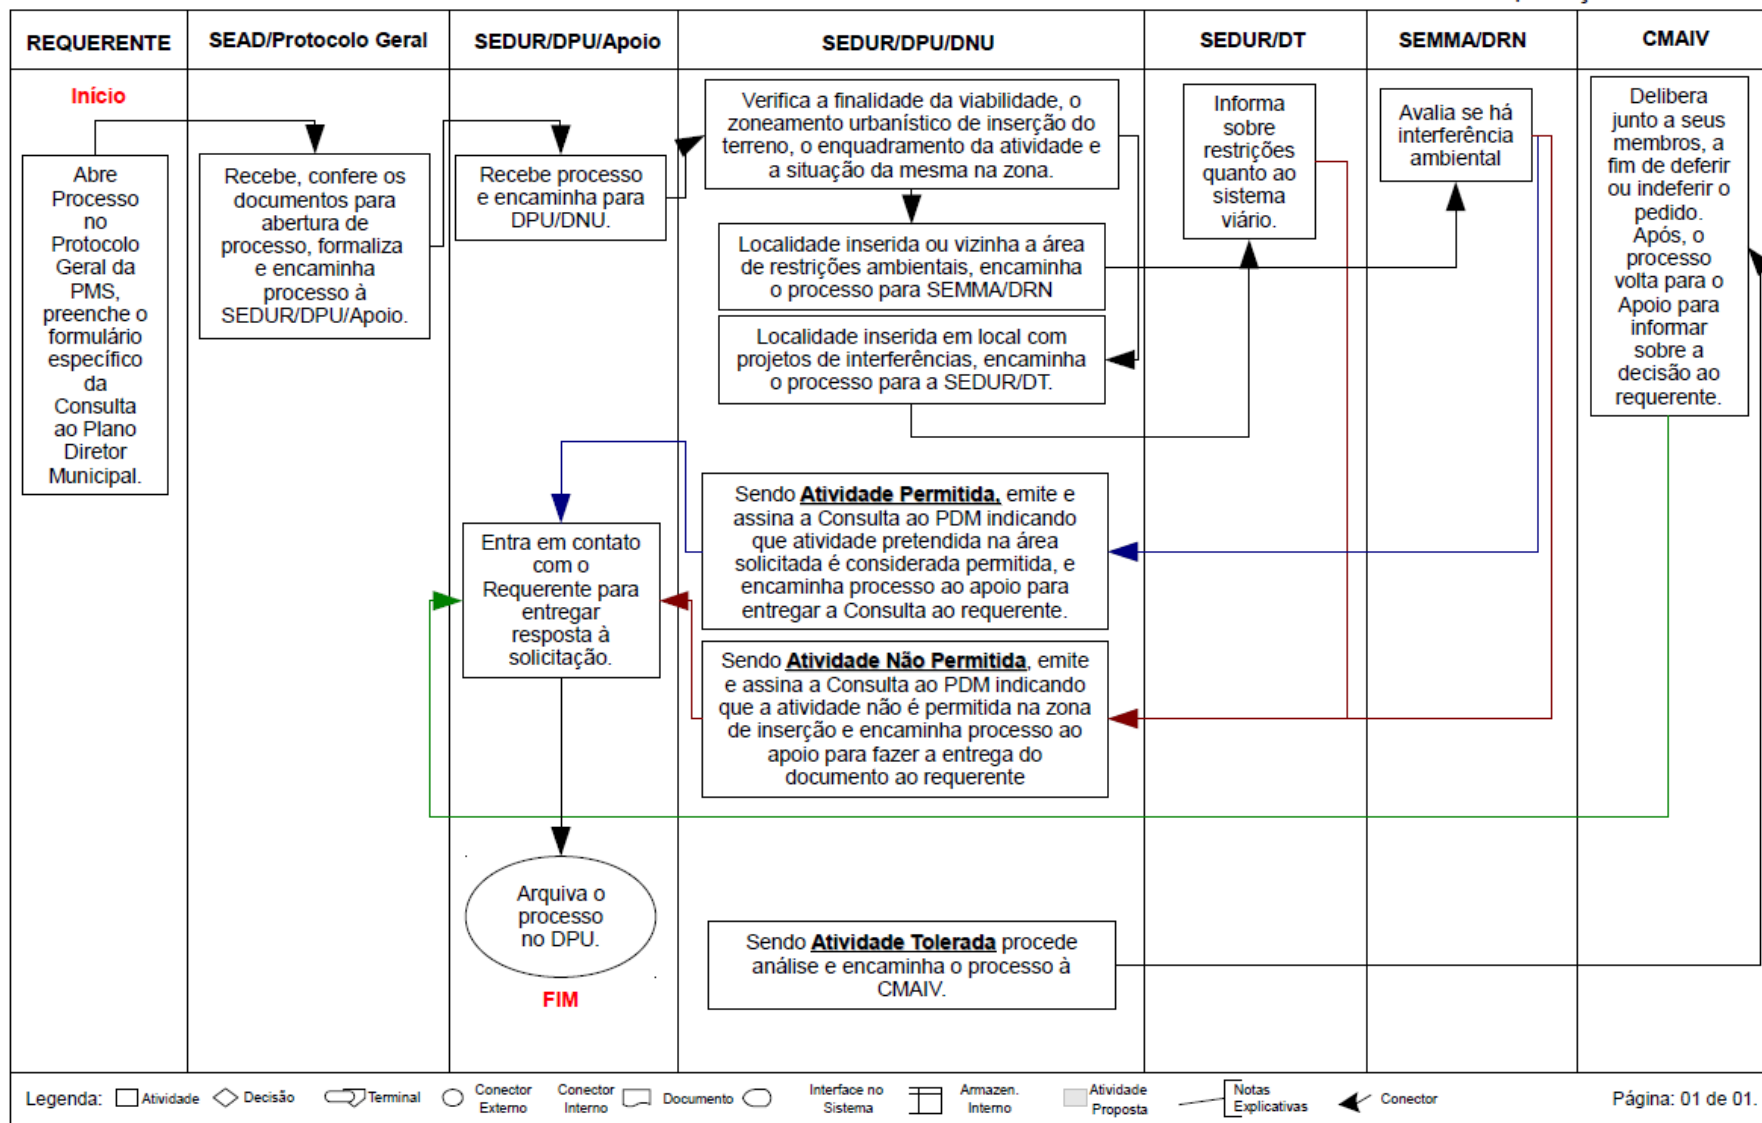 REQUERENTE
SEAD/Protocolo Geral
SEDUR/DPU/Apoio
SEDUR/DPU/DNU
SEDUR/DT
SEMMA/DRN
CMAIV
Início
Abre
Processo
no
Protocolo
Geral da
PMS,
preenche o
formulário
específico
da
Consulta
ao Plano
Diretor
Municipal.
Recebe, confere os
documentos para
abertura de
processo, formaliza
e encaminha
processo à
SEDUR/DPU/Apoio.
Recebe processo
e encaminha para
DPU/DNU.
Verifica a finalidade da viabilidade, o
zoneamento urbanístico de inserção do
terreno, o enquadramento da atividade e
a situação da mesma na zona.
Localidade inserida ou vizinha a área
de restrições ambientais, encaminha
o processo para SEMMA/DRN
Localidade inserida em local com
projetos de interferências, encaminha
o processo para a SEDUR/DT.
Informa
sobre
restrições
quanto ao
sistema
viário.
Avalia se há
interferência
ambiental
Delibera
junto a seus
membros, a
fim de deferir
ou indeferir o
pedido.
Após, o
processo
volta para o
Apoio para
informar
sobre a
decisão ao
requerente.
Sendo Atividade Permitida, emite e
assina a Consulta ao PDM indicando
que atividade pretendida na área
solicitada é considerada permitida, e
encaminha processo ao apoio para
entregar a Consulta ao requerente.
Entra em contato
com o
Requerente para
entregar
resposta à
solicitação.
Sendo Atividade Não Permitida, emite
e assina a Consulta ao PDM indicando
que a atividade não é permitida na zona
de inserção e encaminha processo ao
apoio para fazer a entrega do
documento ao requerente
Arquiva o
processo
no DPU.
FIM
Sendo Atividade Tolerada procede
análise e encaminha o processo à
CMAIV.
Legenda:
Atividade
Decisão
Terminal
Conector
Externo
Conector
Interno
Documento
Interface no
Sistema
Armazen.
Interno
Atividade
Proposta
Notas
Explicativas
Conector
Página: 01 de 01.